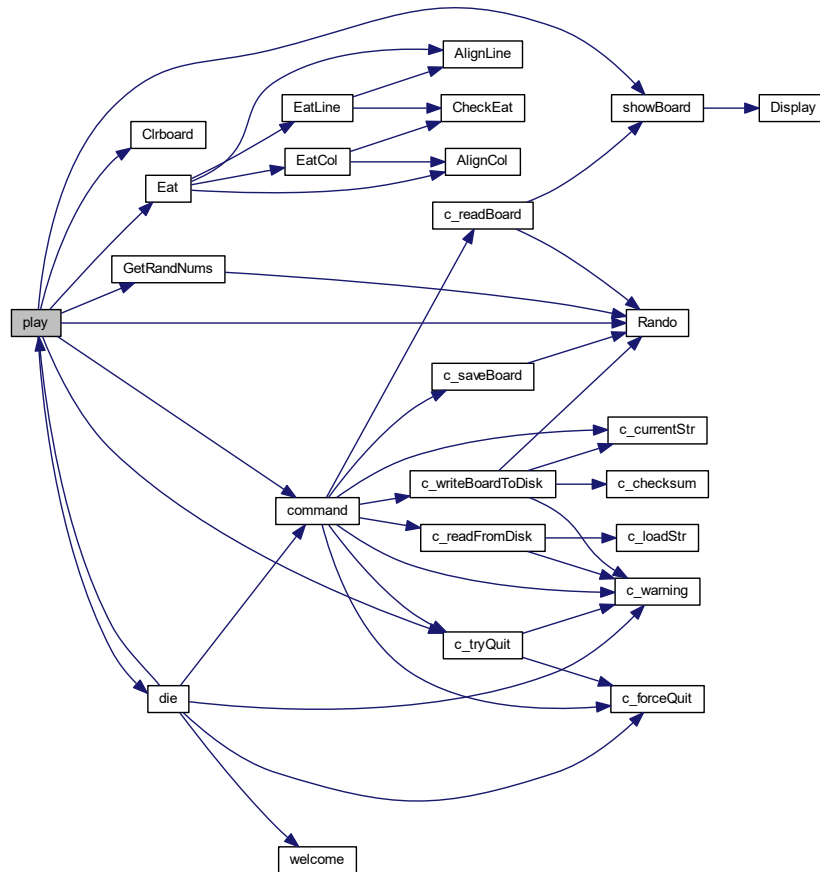 AlignLine
EatLine
CheckEat
showBoard
Display
Clrboard
EatCol
AlignCol
Eat
c_readBoard
GetRandNums
play
Rando
c_saveBoard
c_currentStr
c_writeBoardToDisk
c_checksum
command
c_readFromDisk
c_loadStr
c_warning
c_tryQuit
die
c_forceQuit
welcome